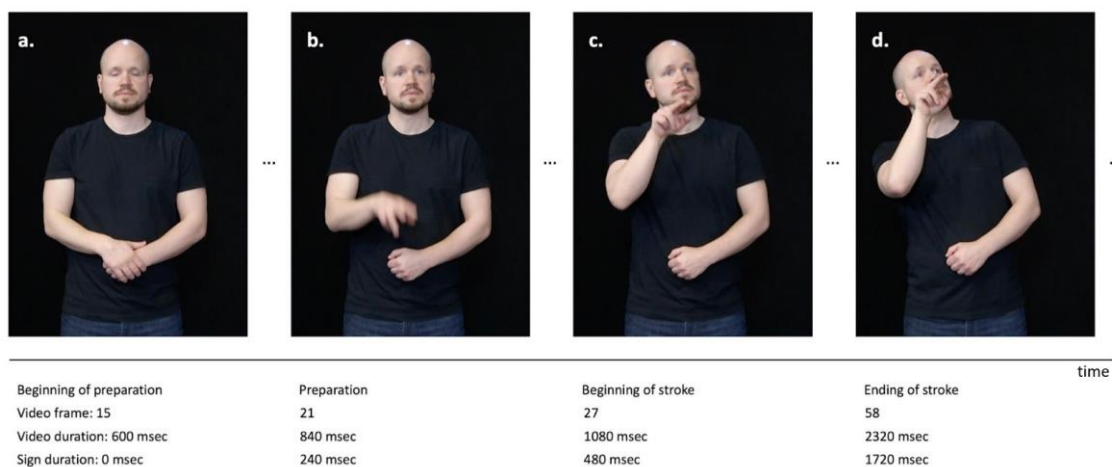 a.
b.
c.
d.
...
...
...
time
Beginning of preparation
Preparation
Beginning of stroke
Ending of stroke
Video frame: 15
21
27
58
Video duration: 600 msec
840 msec
1080 msec
2320 msec
Sign duration: 0 msec
240 msec
480 msec
1720 msec